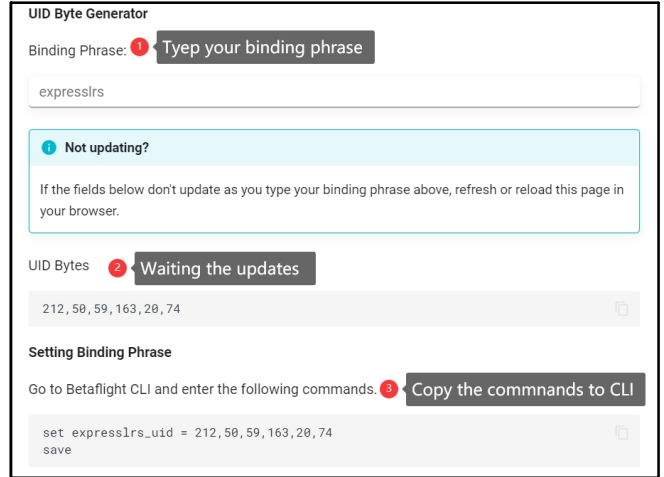 UID Byte Generator
Binding Phrase: 1 Tyep your binding phrase
expresslrs
Not updating?
If the fields below don't update as you type your binding phrase above, refresh or reload this page in
your browser.
UID Bytes 2 Waiting the updates
212,50,59,163,20,74
Setting Binding Phrase
Go to Betaflight CLI and enter the following commands. 3 Copy the commnands to CLI
set expresslrs_uid = 212,50,59,163,20,74
save